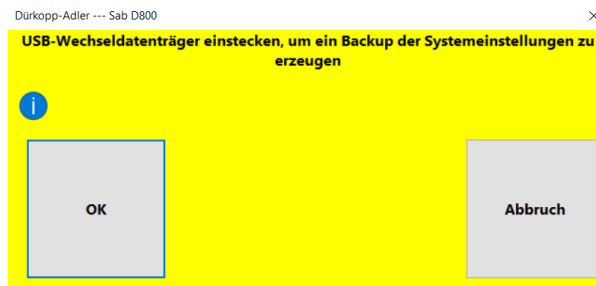 Dürkopp-Adler --- Sab D800
USB-Wechseldatenträger einstecken, um ein Backup der Systemeinstellungen zu
erzeugen
OK
Abbruch